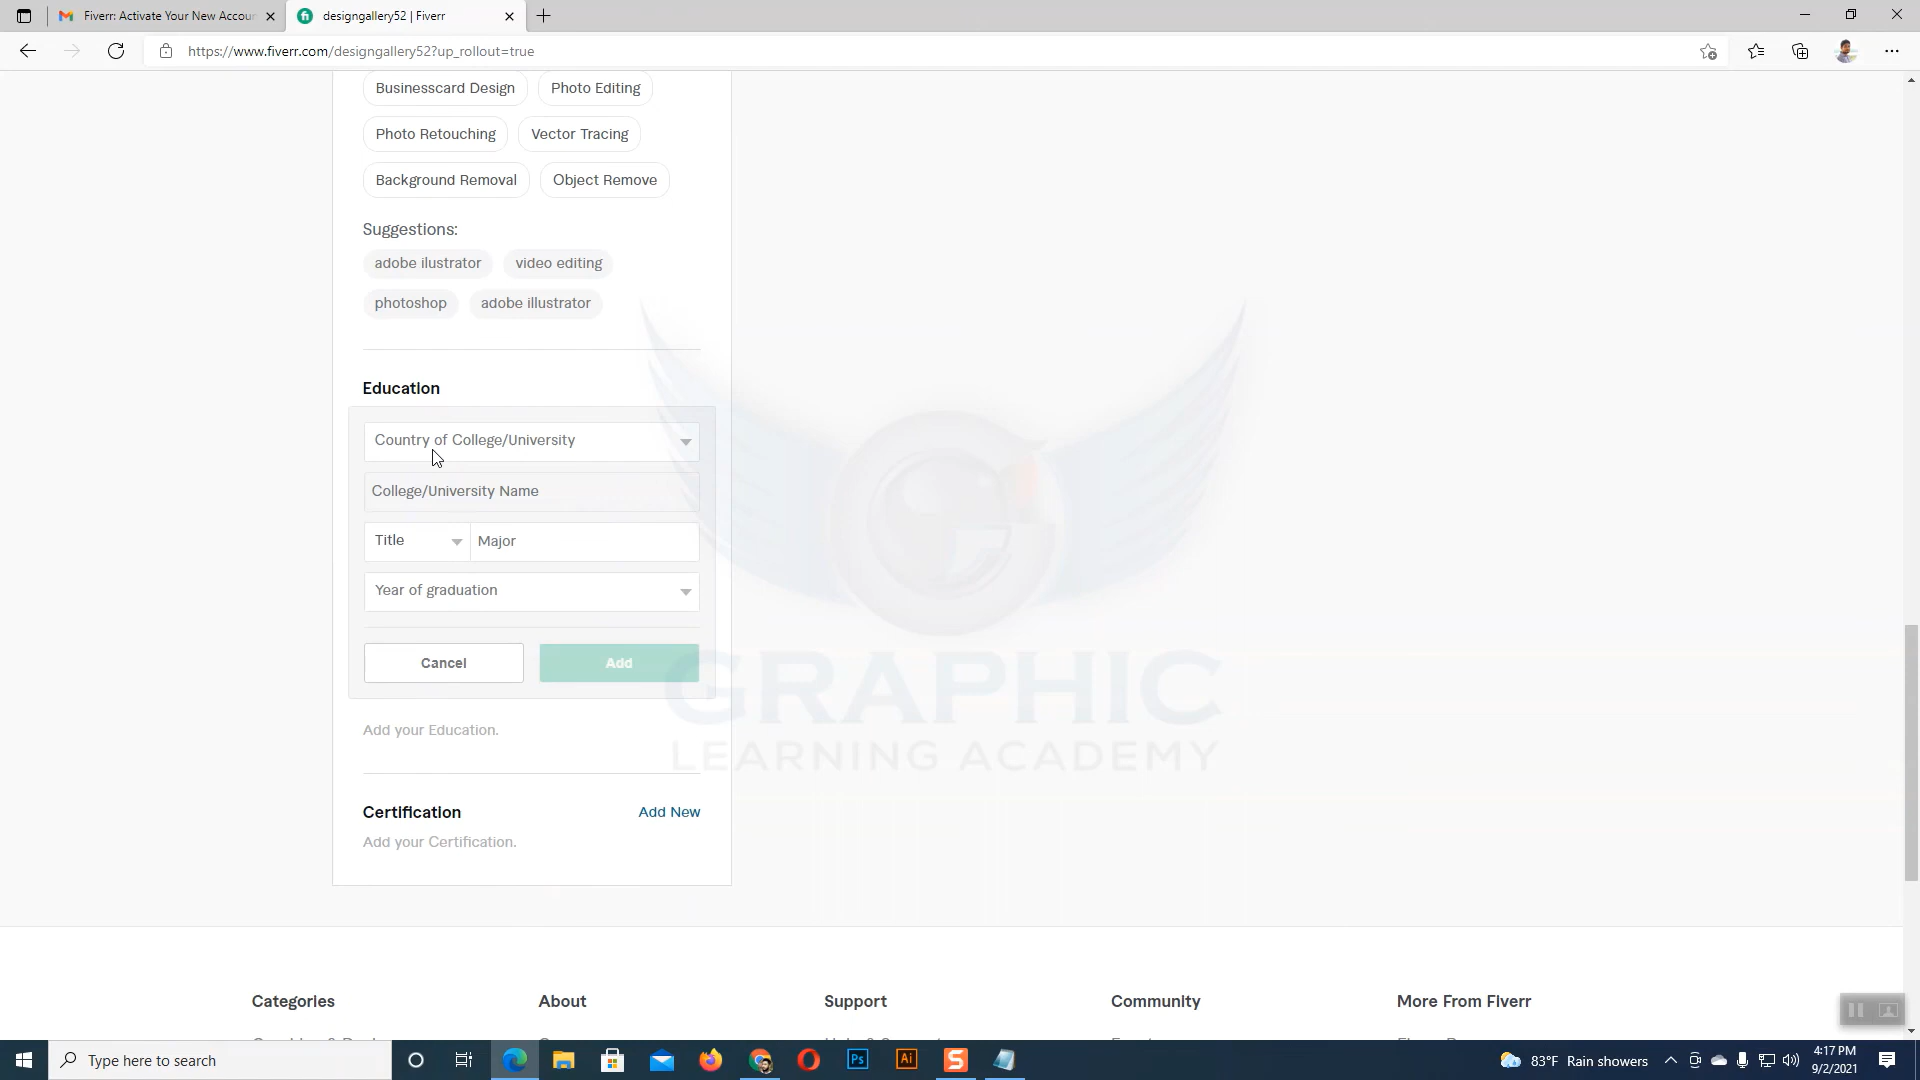 Fiverr: Activate Your New Accoun
designgallery52 | Fiverr
https://www.fiverr.com/designgallery52?up_rollout=true
Businesscard Design
Photo Editing
Photo Retouching
Vector Tracing
Background Removal
Object Remove
Suggestions:
adobe ilustrator
video editing
photoshop
adobe illustrator
Education
Country of College/University
College/University Name
Title
Major
Year of graduation
Cancel
Add
GRAPHIC
LEARNING ACADEMY
Add your Education.
Certification
Add New
Add your Certification.
Categories
About
Support
Community
More From Fiverr
Type here to search
Ps
Ai
S
83°F Rain showers
4:17 PM
9/2/2021